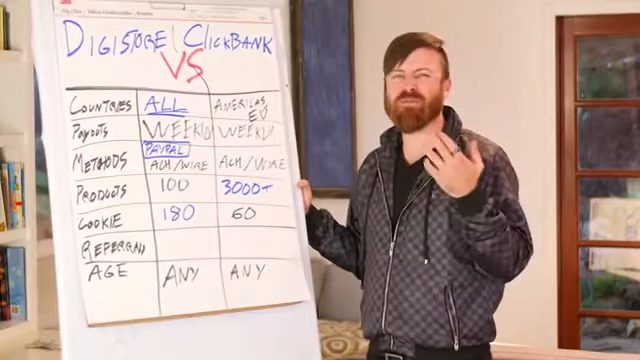 DIGISTORE | CLICKBANK
VS
COUNTRIES ALL AMERICAS EU
PAYOUTS WEEKLY WEEKLY
METHODS PAYPAL ACH/WIRE ACH/WIRE
PRODUCTS 100 3000+
COOKIE 180 60
REFERRAL
AGE ANY ANY